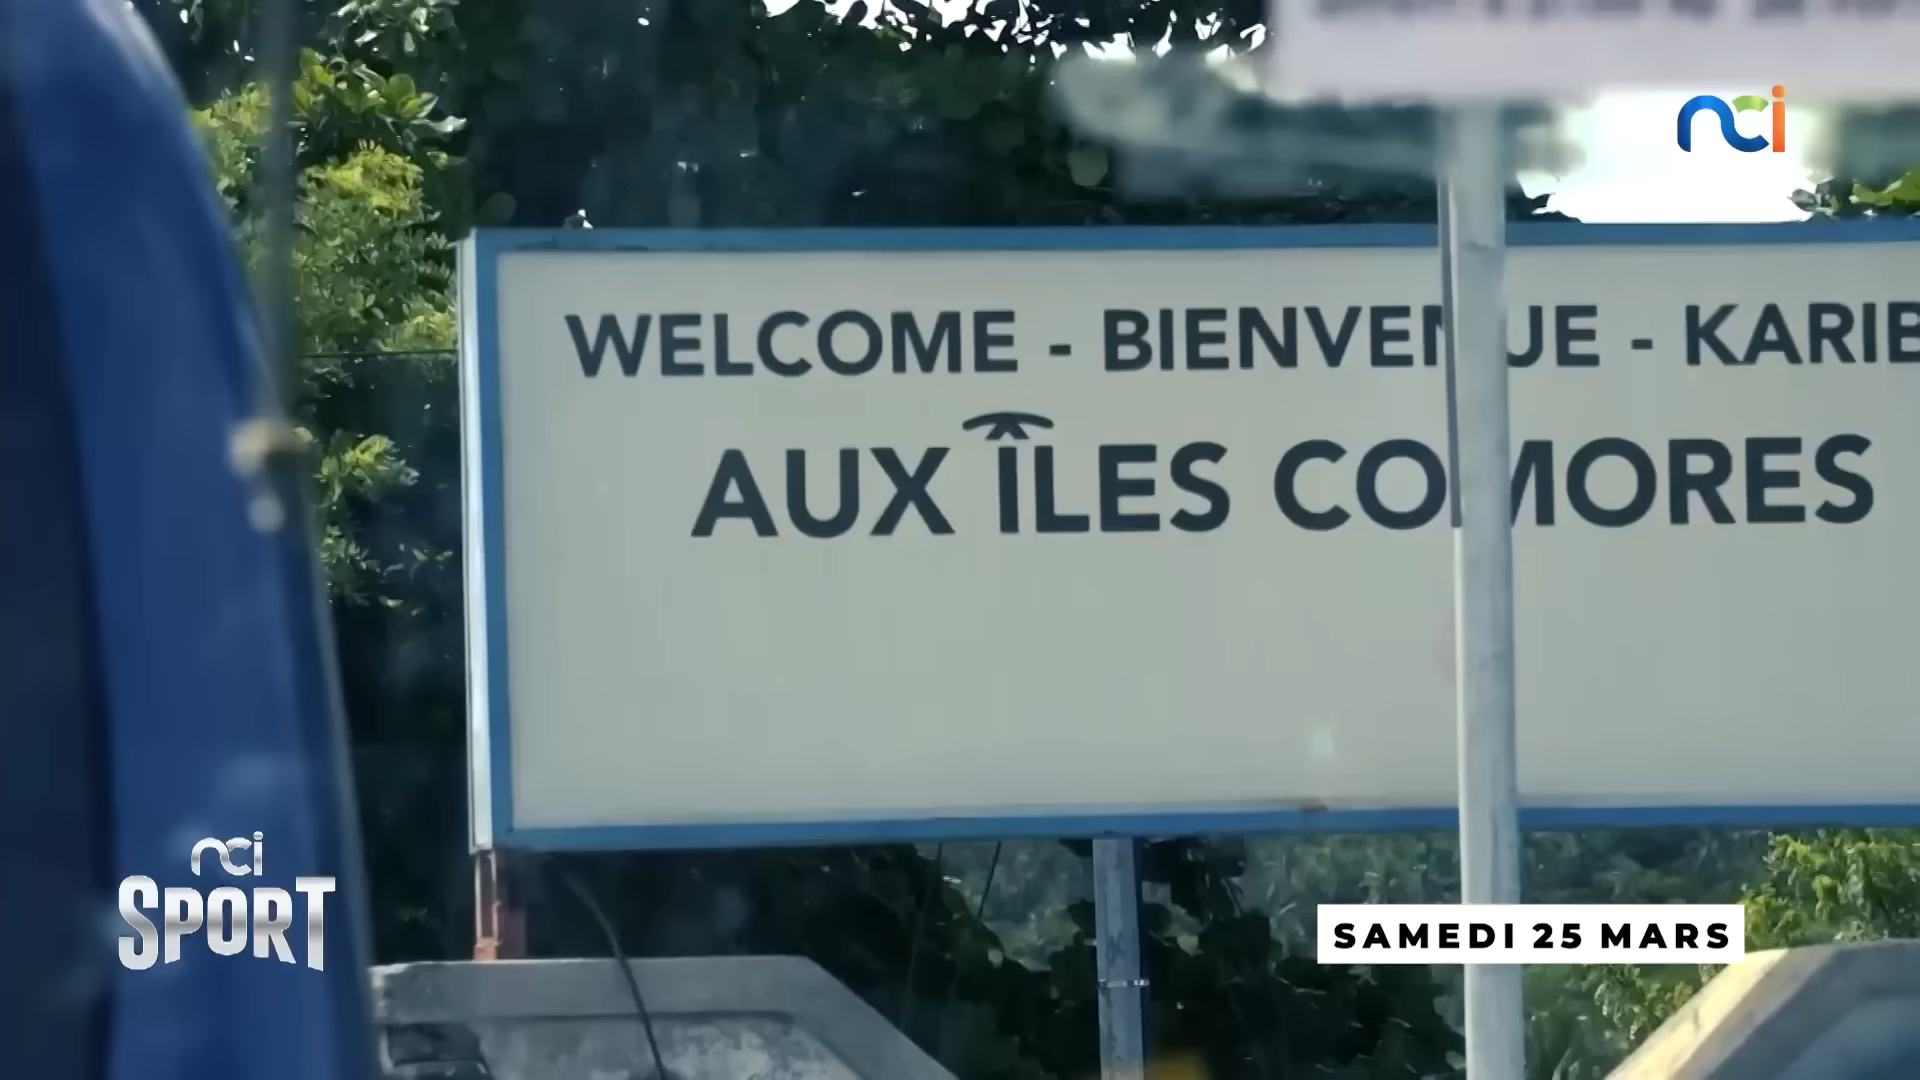 nci
WELCOME - BIENVENUE - KARIB
AUX ÎLES COMORES
nci
SPORT
SAMEDI 25 MARS